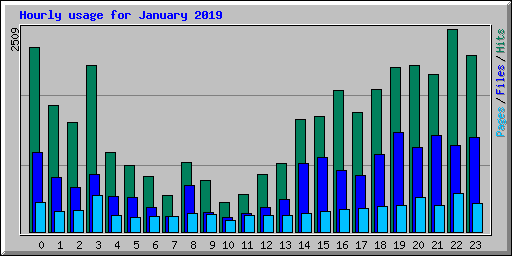 Hourly usage for January 2019
2509
Pages / Files / Hits
0 1 2 3 4 5 6 7 8 9 10 11 12 13 14 15 16 17 18 19 20 21 22 23